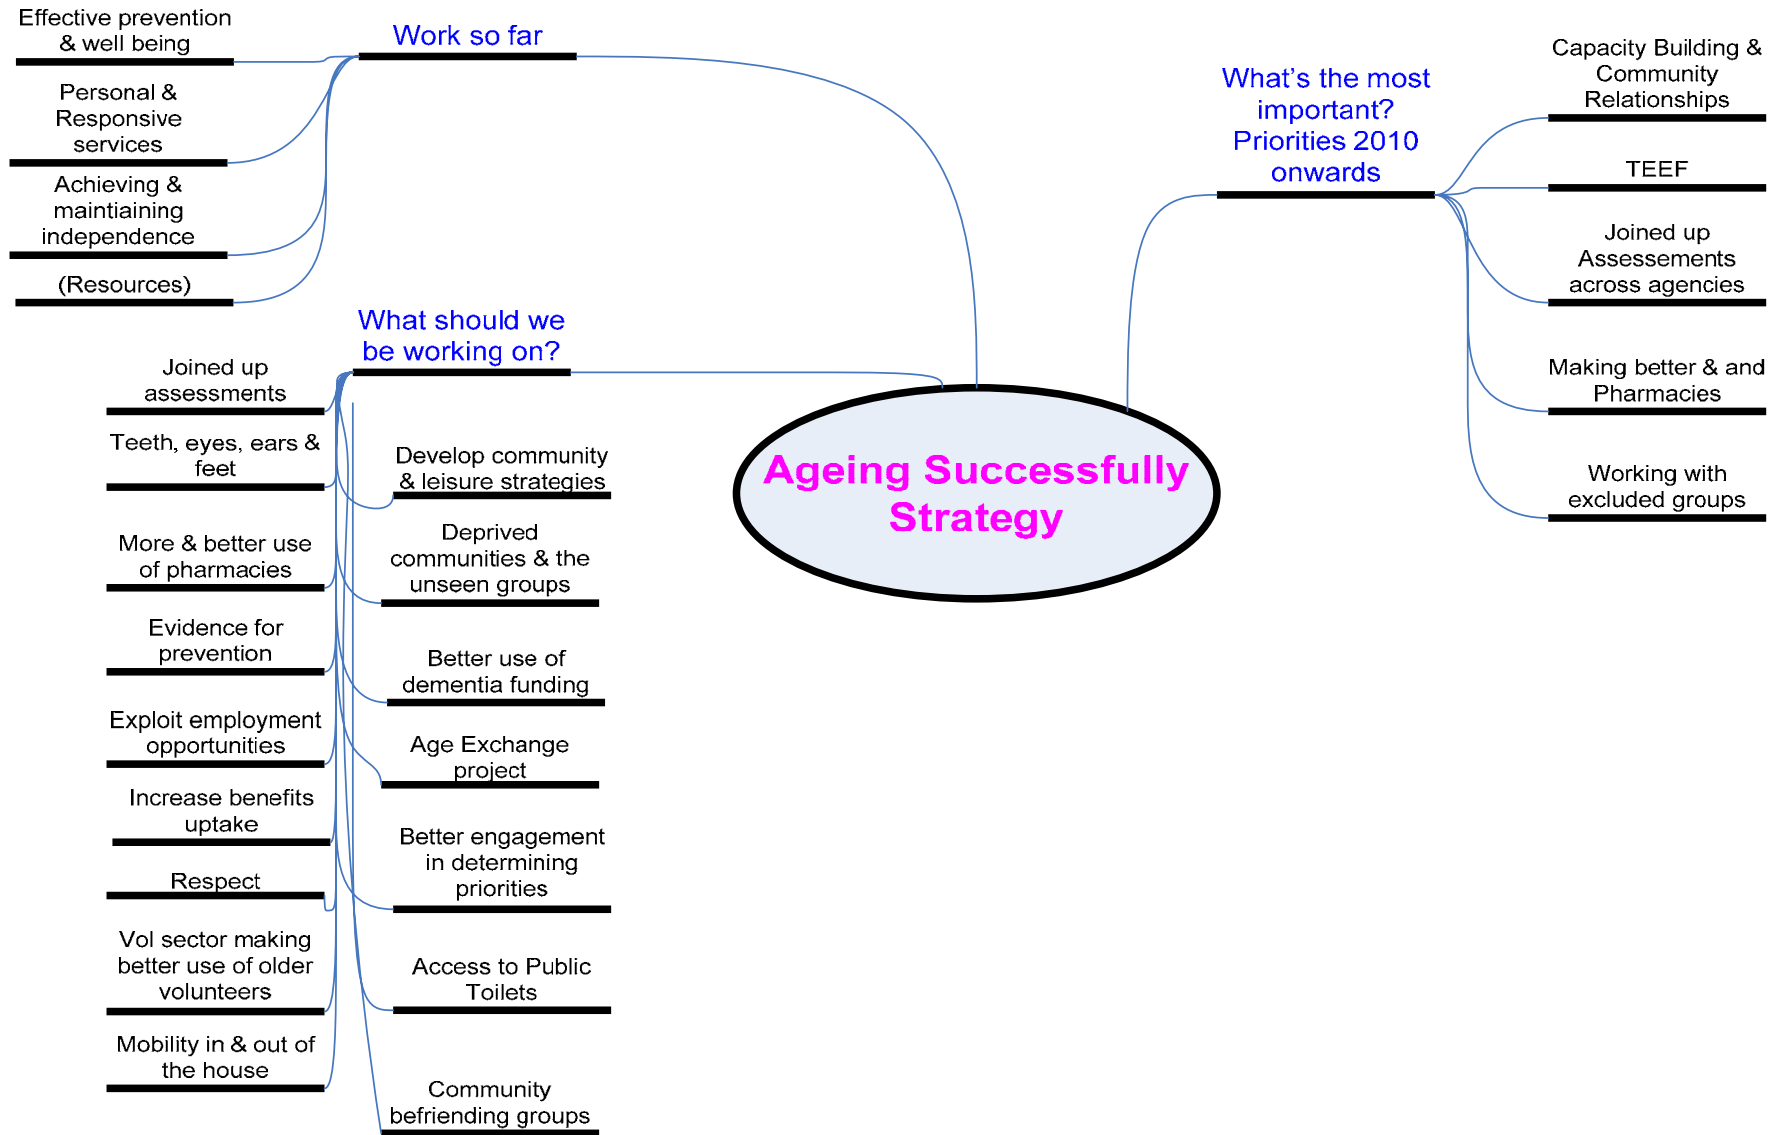 Effective prevention
& well being
Personal &
Responsive
services
Achieving &
maintiaining
independence
(Resources)
Work so far
What should we
be working on?
Joined up
assessments
Teeth, eyes, ears &
feet
More & better use
of pharmacies
Evidence for
prevention
Exploit employment
opportunities
Increase benefits
uptake
Respect
Vol sector making
better use of older
volunteers
Mobility in & out of
the house
Develop community
& leisure strategies
Deprived
communities & the
unseen groups
Better use of
dementia funding
Age Exchange
project
Better engagement
in determining
priorities
Access to Public
Toilets
Community
befriending groups
Ageing Successfully
Strategy
What's the most
important?
Priorities 2010
onwards
Capacity Building &
Community
Relationships
TEEF
Joined up
Assessements
across agencies
Making better & and
Pharmacies
Working with
excluded groups